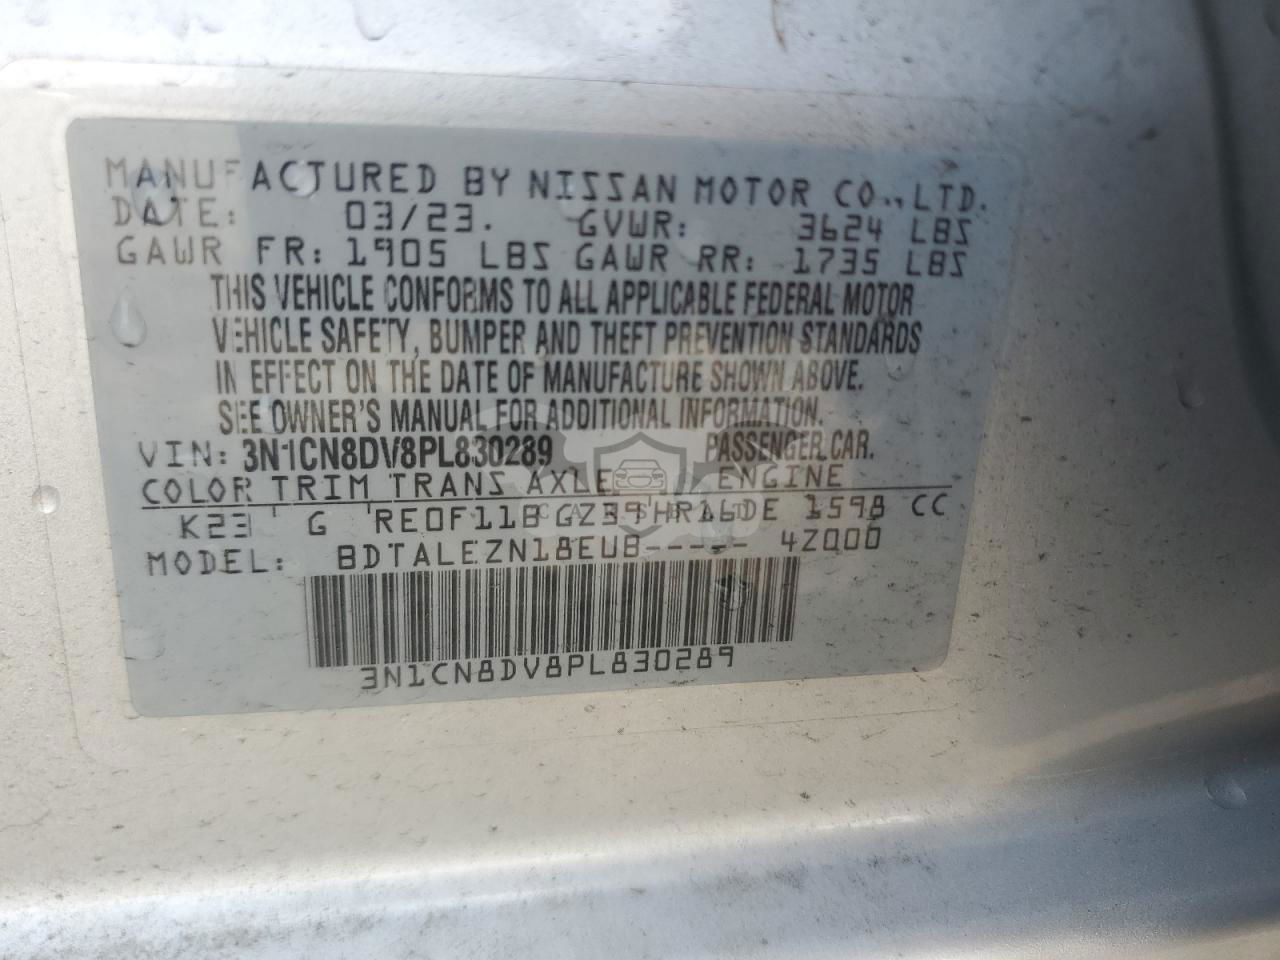 MANUFACTURED BY NISSAN MOTOR CO., LTD.
DATE: 03/23. GVWR: 3624 LBS
GAWR FR: 1905 LBS GAWR RR: 1735 LBS
THIS VEHICLE CONFORMS TO ALL APPLICABLE FEDERAL MOTOR
VEHICLE SAFETY, BUMPER AND THEFT PREVENTION STANDARDS
IN EFFECT ON THE DATE OF MANUFACTURE SHOWN ABOVE.
SEE OWNER'S MANUAL FOR ADDITIONAL INFORMATION.
VIN: 3N1CN8DV8PL830289 PASSENGER CAR.
COLOR TRIM TRANS AXLE ENGINE
K23 G RE0F11B GZ39 HR16DE 1598 CC
MODEL: BDTALEZN18EUB----- 4Z000
3N1CN8DV8PL830289